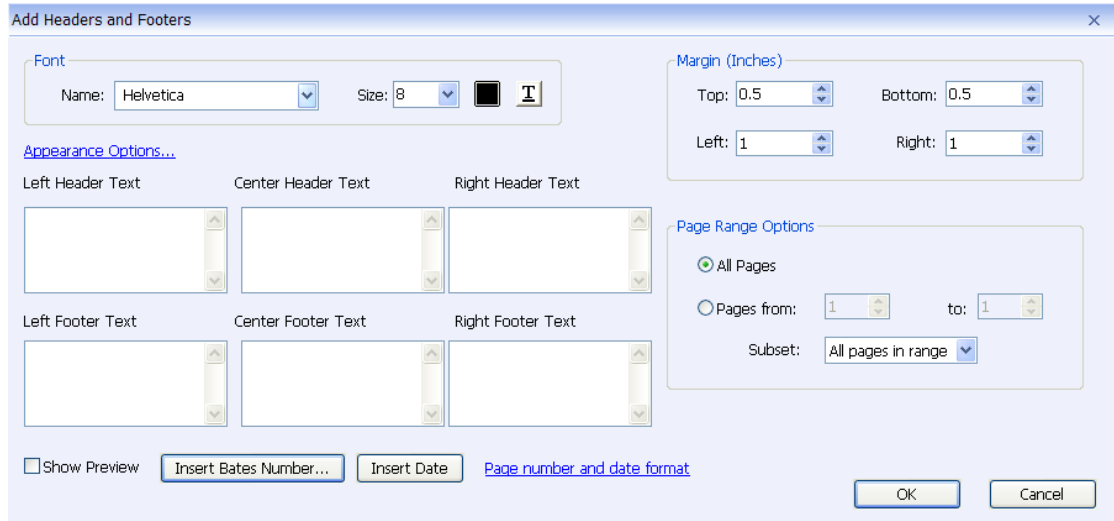 Add Headers and Footers
Font
Name: Helvetica Size: 8 T
Appearance Options...
Left Header Text Center Header Text Right Header Text
Left Footer Text Center Footer Text Right Footer Text
Show Preview Insert Bates Number... Insert Date Page number and date format
Margin (Inches)
Top: 0.5 Bottom: 0.5
Left: 1 Right: 1
Page Range Options
All Pages
Pages from: 1 to: 1
Subset: All pages in range
OK Cancel